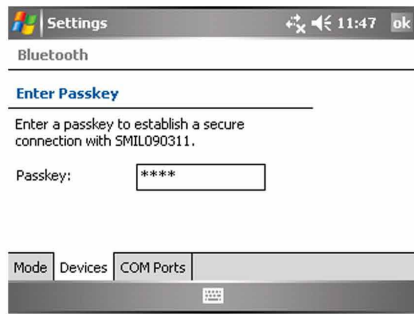 Settings 11:47 ok
Bluetooth
Enter Passkey
Enter a passkey to establish a secure
connection with SMIL090311.
Passkey: ****
Mode Devices COM Ports